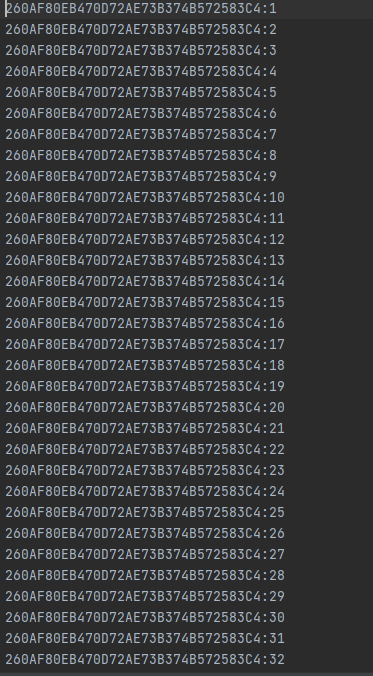 260AF80EB470D72AE73B374B572583C4:1
260AF80EB470D72AE73B374B572583C4:2
260AF80EB470D72AE73B374B572583C4:3
260AF80EB470D72AE73B374B572583C4:4
260AF80EB470D72AE73B374B572583C4:5
260AF80EB470D72AE73B374B572583C4:6
260AF80EB470D72AE73B374B572583C4:7
260AF80EB470D72AE73B374B572583C4:8
260AF80EB470D72AE73B374B572583C4:9
260AF80EB470D72AE73B374B572583C4:10
260AF80EB470D72AE73B374B572583C4:11
260AF80EB470D72AE73B374B572583C4:12
260AF80EB470D72AE73B374B572583C4:13
260AF80EB470D72AE73B374B572583C4:14
260AF80EB470D72AE73B374B572583C4:15
260AF80EB470D72AE73B374B572583C4:16
260AF80EB470D72AE73B374B572583C4:17
260AF80EB470D72AE73B374B572583C4:18
260AF80EB470D72AE73B374B572583C4:19
260AF80EB470D72AE73B374B572583C4:20
260AF80EB470D72AE73B374B572583C4:21
260AF80EB470D72AE73B374B572583C4:22
260AF80EB470D72AE73B374B572583C4:23
260AF80EB470D72AE73B374B572583C4:24
260AF80EB470D72AE73B374B572583C4:25
260AF80EB470D72AE73B374B572583C4:26
260AF80EB470D72AE73B374B572583C4:27
260AF80EB470D72AE73B374B572583C4:28
260AF80EB470D72AE73B374B572583C4:29
260AF80EB470D72AE73B374B572583C4:30
260AF80EB470D72AE73B374B572583C4:31
260AF80EB470D72AE73B374B572583C4:32